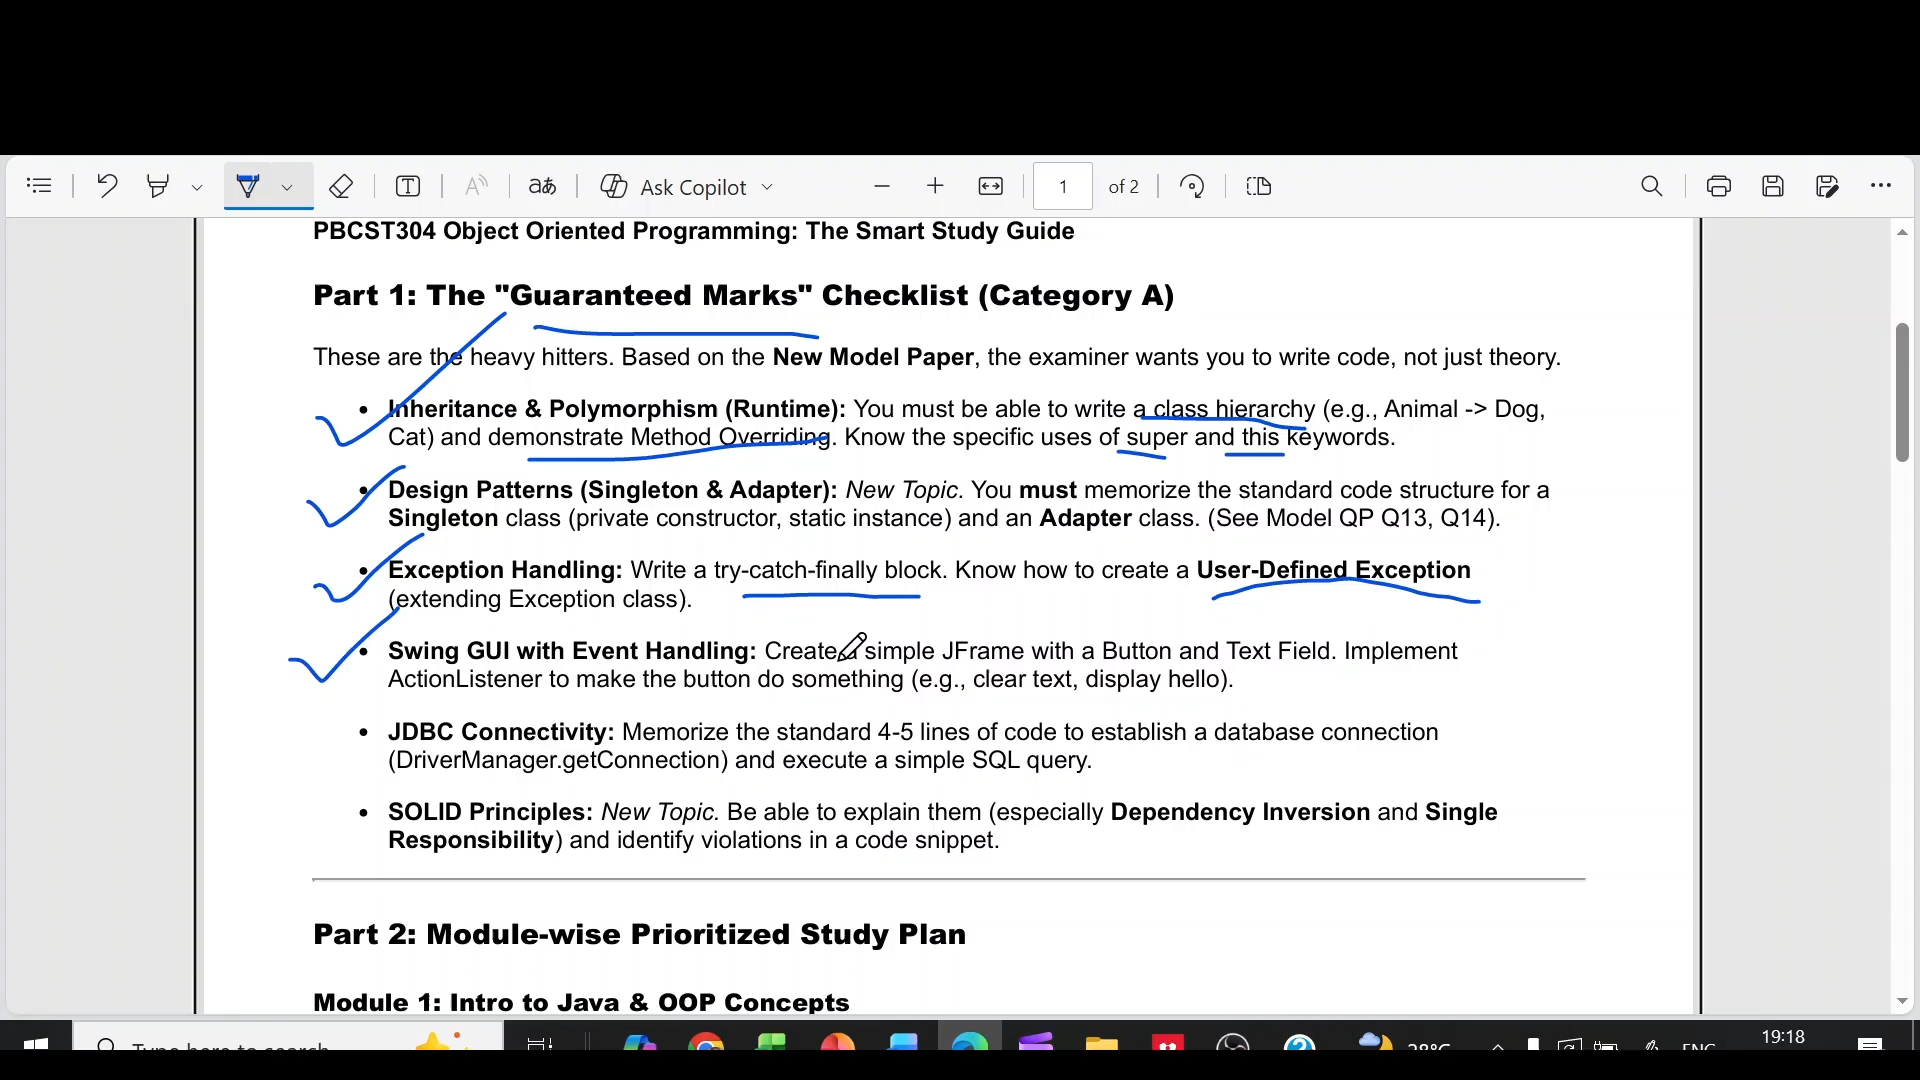 Ask Copilot
1
of 2
PBCST304 Object Oriented Programming: The Smart Study Guide
Part 1: The "Guaranteed Marks" Checklist (Category A)
These are the heavy hitters. Based on the New Model Paper, the examiner wants you to write code, not just theory.
• Inheritance & Polymorphism (Runtime): You must be able to write a class hierarchy (e.g., Animal -> Dog,
Cat) and demonstrate Method Overriding. Know the specific uses of super and this keywords.
• Design Patterns (Singleton & Adapter): New Topic. You must memorize the standard code structure for a
Singleton class (private constructor, static instance) and an Adapter class. (See Model QP Q13, Q14).
• Exception Handling: Write a try-catch-finally block. Know how to create a User-Defined Exception
(extending Exception class).
• Swing GUI with Event Handling: Create a simple JFrame with a Button and Text Field. Implement
ActionListener to make the button do something (e.g., clear text, display hello).
• JDBC Connectivity: Memorize the standard 4-5 lines of code to establish a database connection
(DriverManager.getConnection) and execute a simple SQL query.
• SOLID Principles: New Topic. Be able to explain them (especially Dependency Inversion and Single
Responsibility) and identify violations in a code snippet.
Part 2: Module-wise Prioritized Study Plan
Module 1: Intro to Java & OOP Concepts
Type here to search
28°C
ENG
19:18